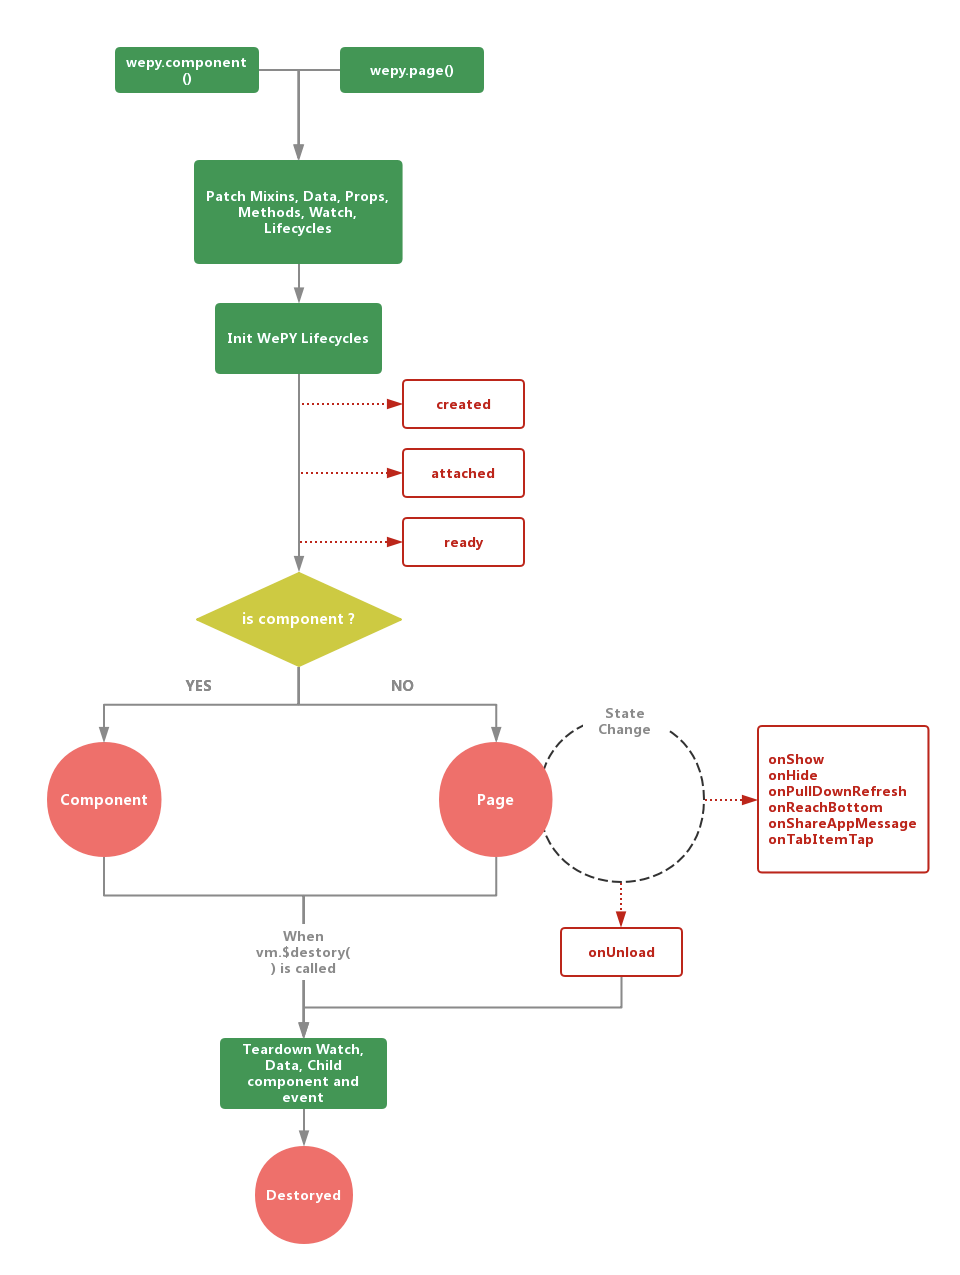 wepy.component
()
wepy.page()
Patch Mixins, Data, Props,
Methods, Watch,
Lifecycles
Init WePY Lifecycles
created
attached
ready
is component ?
YES
NO
State
Change
Component
Page
onShow
onHide
onPullDownRefresh
onReachBottom
onShareAppMessage
onTabItemTap
When
vm.$destory(
) is called
onUnload
Teardown Watch,
Data, Child
component and
event
Destoryed